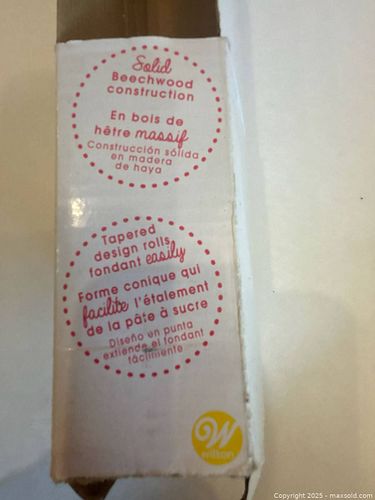 Solid
Beechwood
construction
En bois de
hêtre massif
Construcción sólida
en madera
de haya
Tapered
design rolls
fondant easily
Forme conique qui
facilite l'étalement
de la pâte à sucre
Diseño en punta
extiende el fondant
fácilmente
W
wilton
Copyright 2025 - maxsold.com